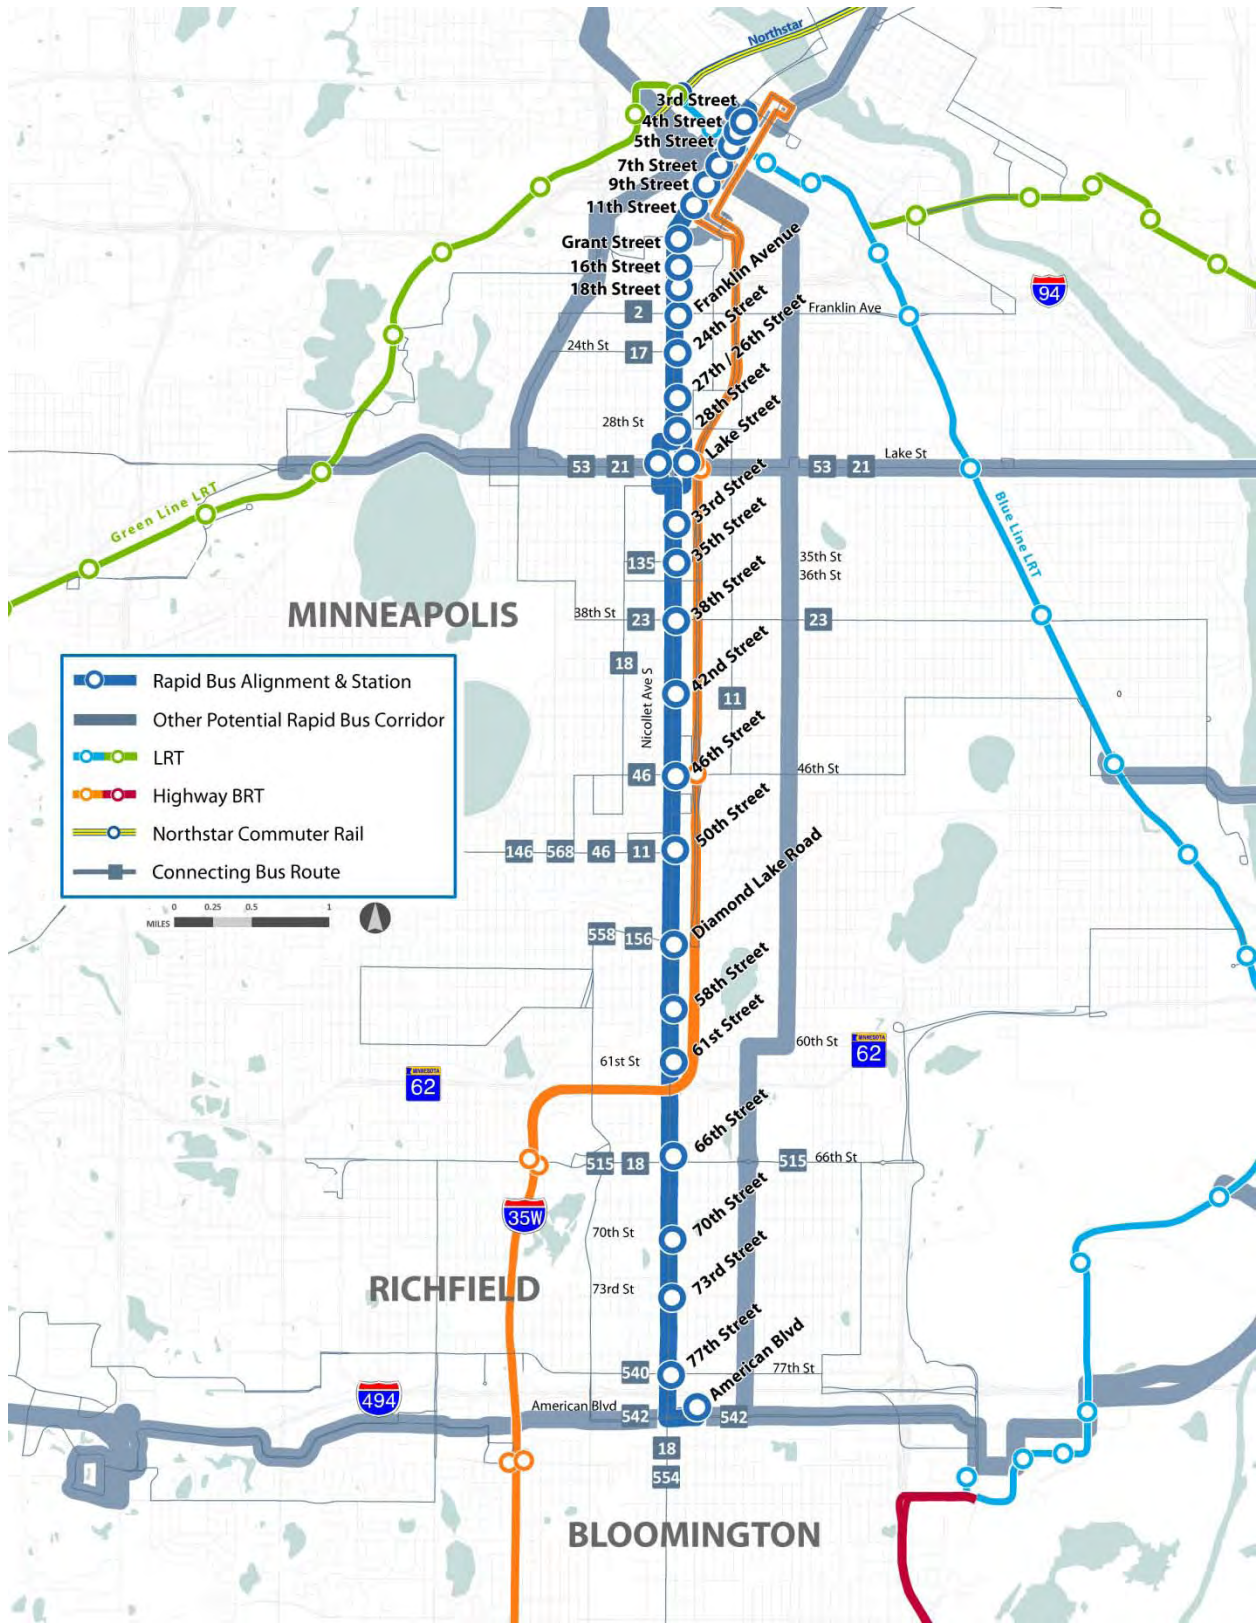 Northstar
3rd Street
4th Street
5th Street
7th Street
9th Street
11th Street
Grant Street
16th Street
18th Street
Franklin Avenue
94
2
Franklin Ave
24th Street
24th St
17
27th / 26th Street
28th Street
28th St
Lake Street
53
21
53
21
Lake St
Green Line LRT
Blue Line LRT
33rd Street
35th Street
135
35th St
36th St
MINNEAPOLIS
38th Street
38th St
23
23
18
Nicollet Ave S
42nd Street
11
Rapid Bus Alignment & Station
Other Potential Rapid Bus Corridor
LRT
Highway BRT
Northstar Commuter Rail
Connecting Bus Route
0 0.25 0.5 1
MILES
46th Street
46
46th St
50th Street
146
568
46
11
Diamond Lake Road
558
156
58th Street
61st Street
61st St
60th St
MINNESOTA
62
MINNESOTA
62
66th Street
515
18
515
66th St
35W
70th Street
70th St
RICHFIELD
73rd Street
73rd St
77th Street
540
77th St
494
American Blvd
American Blvd
542
542
18
554
BLOOMINGTON